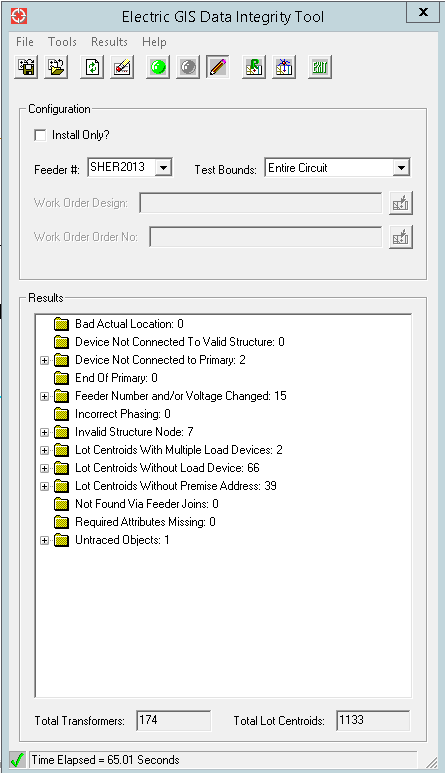 Electric GIS Data Integrity Tool
x
File Tools Results Help
EXIT
Configuration
Install Only?
Feeder #: SHER2013 Test Bounds: Entire Circuit
Work Order Design:
Work Order Order No:
Results
Bad Actual Location: 0
Device Not Connected To Valid Structure: 0
Device Not Connected to Primary: 2
End Of Primary: 0
Feeder Number and/or Voltage Changed: 15
Incorrect Phasing: 0
Invalid Structure Node: 7
Lot Centroids With Multiple Load Devices: 2
Lot Centroids Without Load Device: 66
Lot Centroids Without Premise Address: 39
Not Found Via Feeder Joins: 0
Required Attributes Missing: 0
Untraced Objects: 1
Total Transformers: 174 Total Lot Centroids: 1133
Time Elapsed = 65.01 Seconds